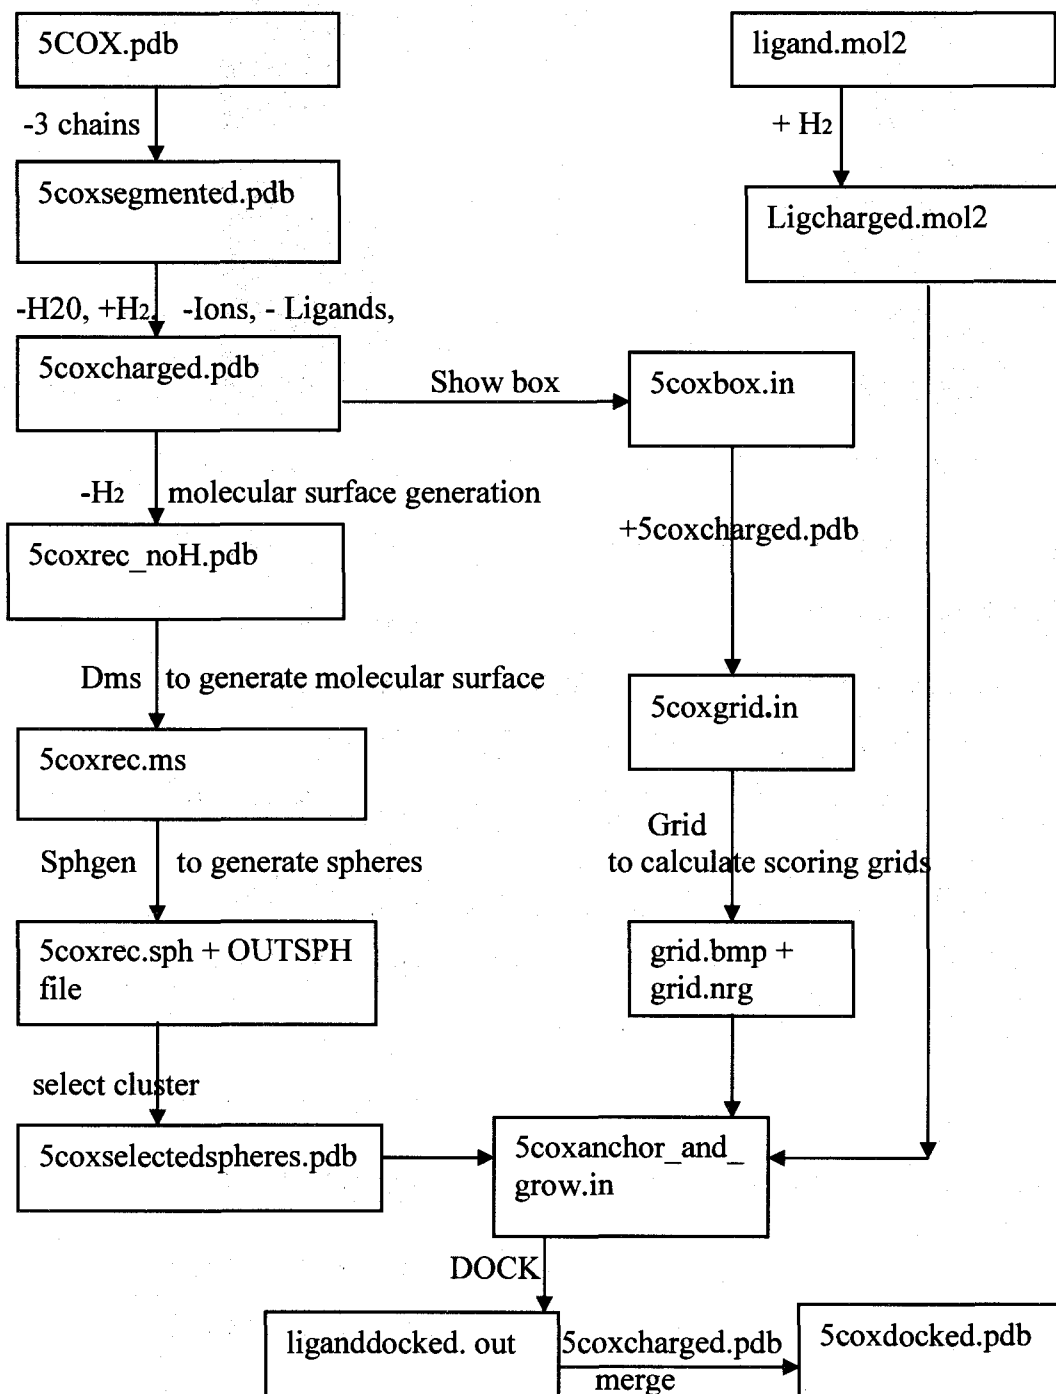 5COX.pdb
ligand.mol2
-3 chains
+ H2
5coxsegmented.pdb
Ligcharged.mol2
-H20, +H2, -Ions, - Ligands,
5coxcharged.pdb
Show box
5coxbox.in
-H2 molecular surface generation
+5coxcharged.pdb
5coxrec_noH.pdb
Dms to generate molecular surface
5coxgrid.in
5coxrec.ms
Grid
to calculate scoring grids
Sphgen to generate spheres
5coxrec.sph + OUTSPH
file
grid.bmp +
grid.nrg
select cluster
5coxselectedspheres.pdb
5coxanchor_and_
grow.in
DOCK
liganddocked. out
5coxcharged.pdb
merge
5coxdocked.pdb